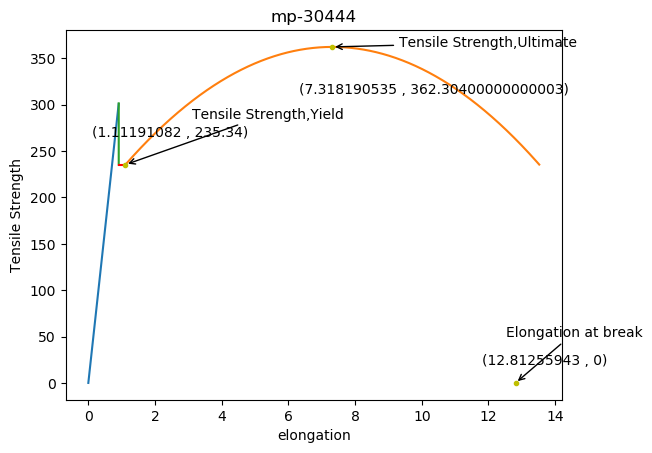 mp-30444
Tensile Strength,Ultimate
(7.318190535 , 362.30400000000003)
Tensile Strength,Yield
(1.11191082 , 235.34)
Elongation at break
(12.81255943 , 0)
Tensile Strength
350
300
250
200
150
100
50
0
0 2 4 6 8 10 12 14
elongation